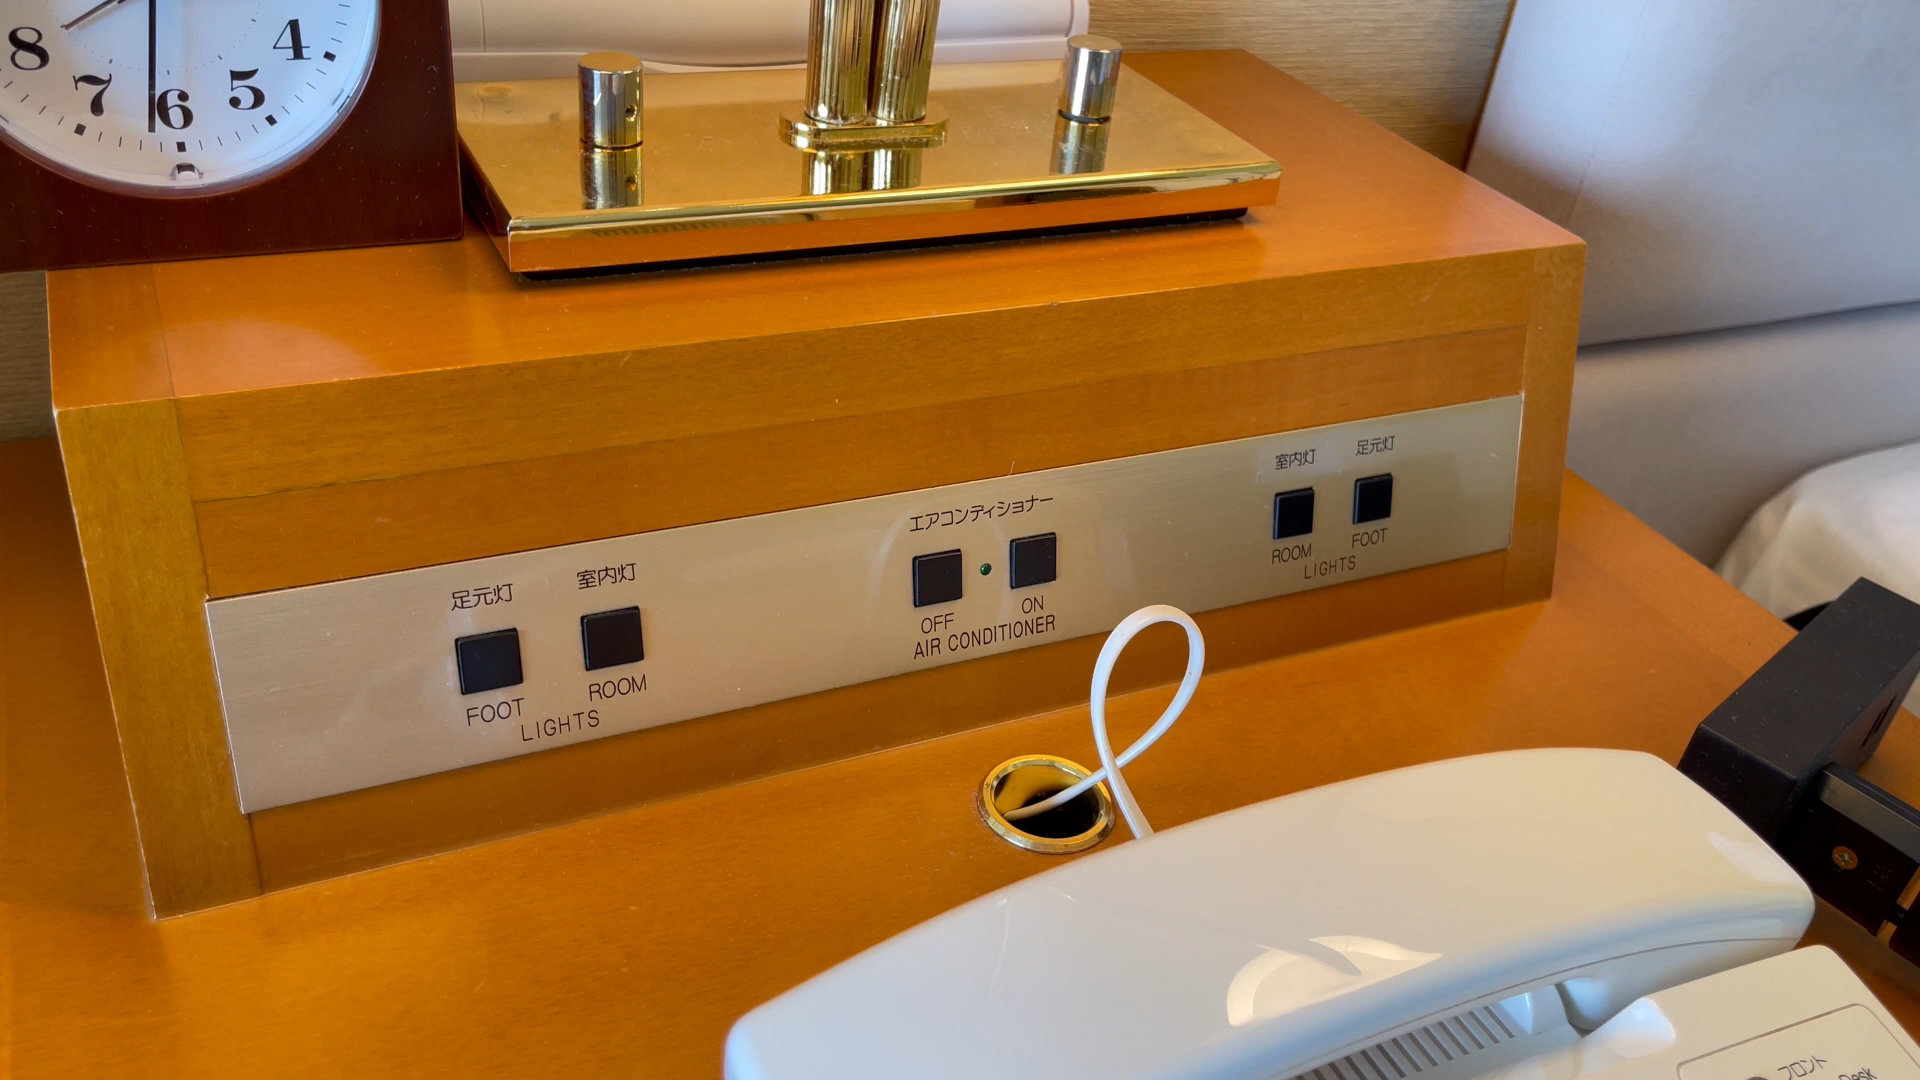 8 7 6 5 4
足元灯 室内灯
FOOT ROOM
LIGHTS
エアコンディショナー
OFF ON
AIR CONDITIONER
室内灯 足元灯
ROOM FOOT
LIGHTS
フロント
Desk